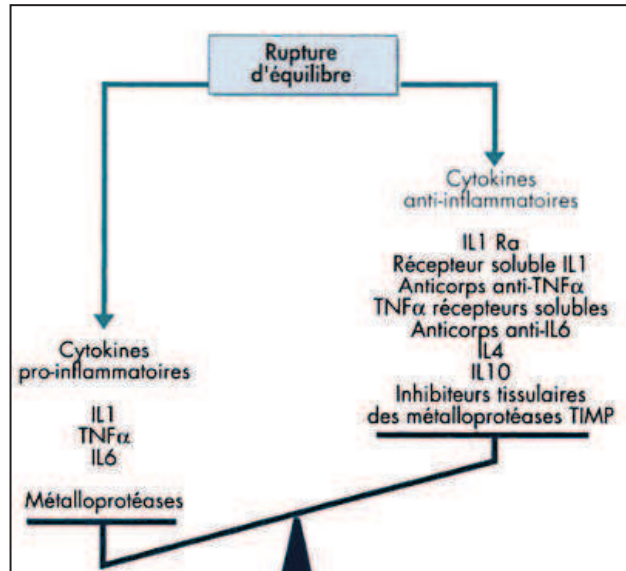 Rupture
d'équilibre
Cytokines
anti-inflammatoires
IL1 Ra
Récepteur soluble IL1
Anticorps anti-TNFα
TNFα récepteurs solubles
Anticorps anti-IL6
IL4
IL10
Inhibiteurs tissulaires
des métalloprotéases TIMP
Cytokines
pro-inflammatoires
IL1
TNFα
IL6
Métalloprotéases